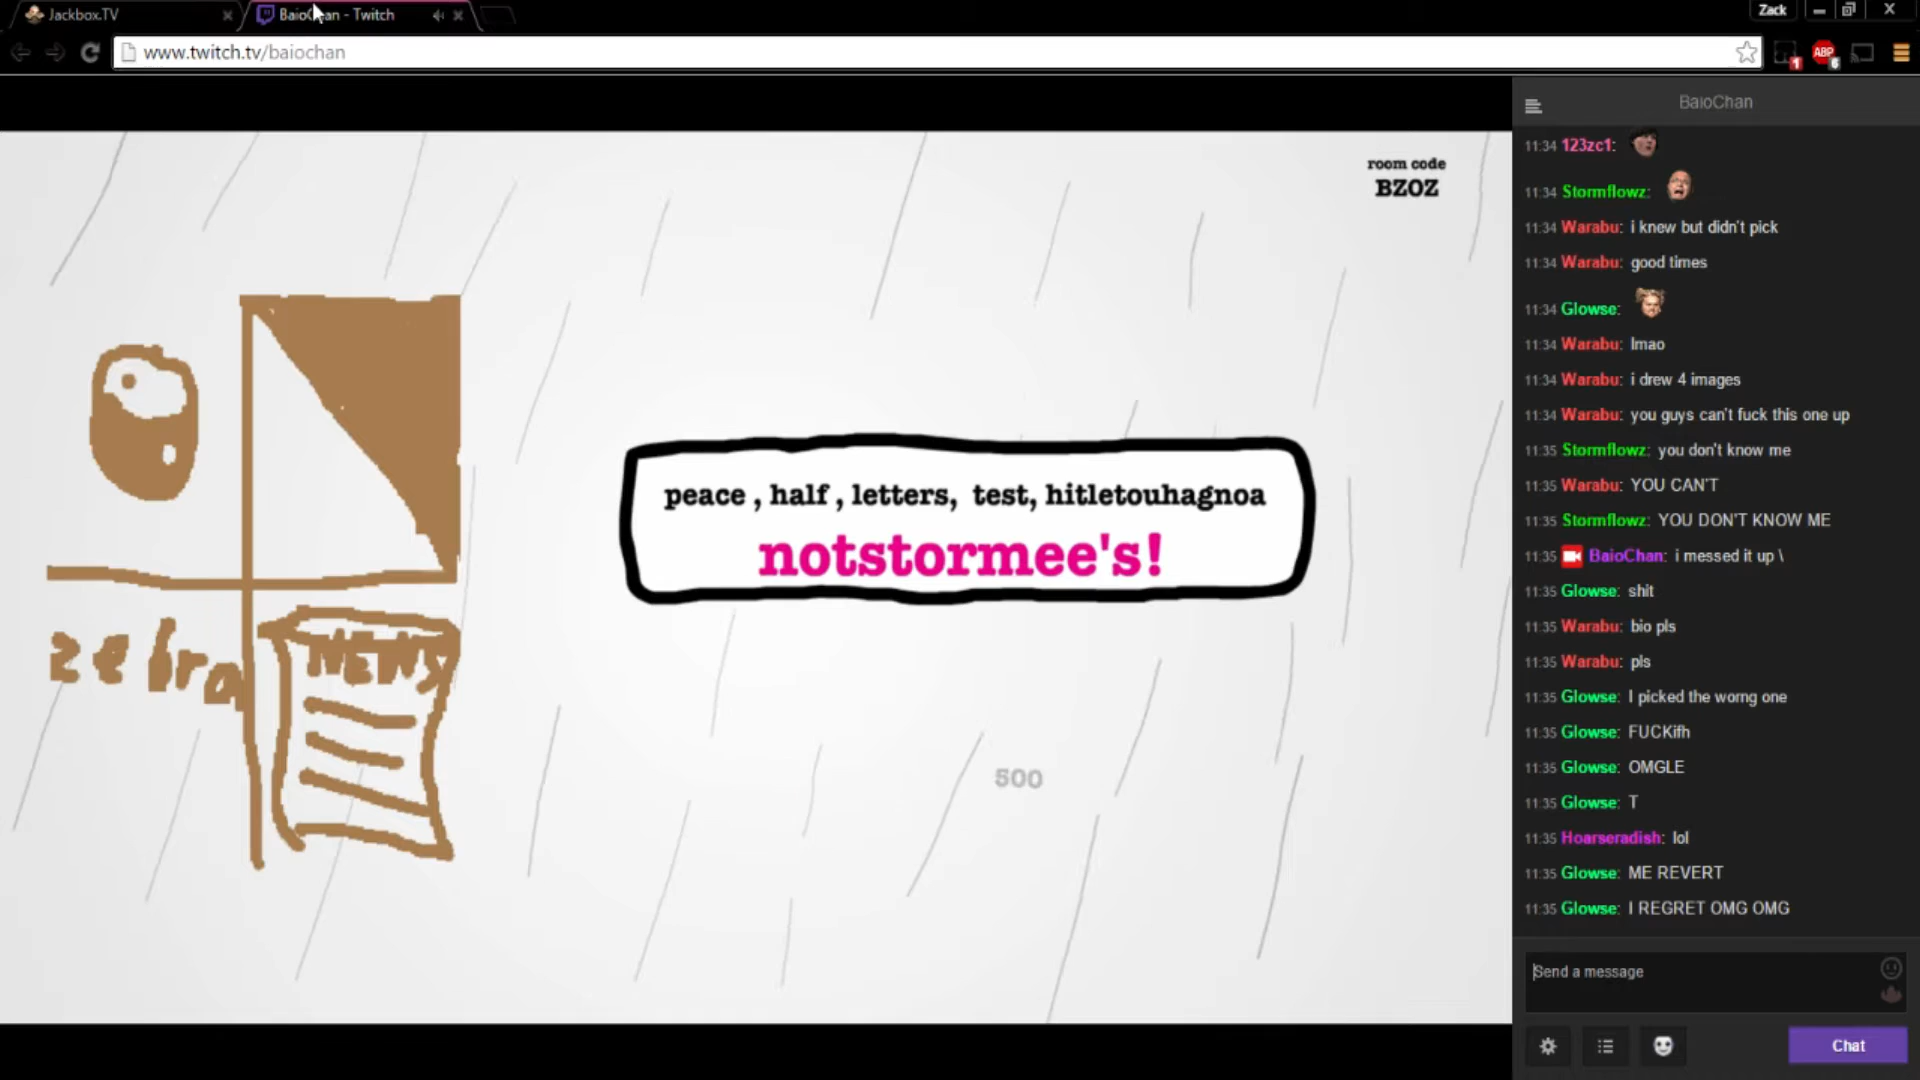 Jackbox.TV
BaioChan - Twitch
Zack
www.twitch.tv/baiochan
1
ABP
6
room code
BZOZ
peace , half , letters,  test, hitletouhagnoa
notstormee's!
500
zebra
NEWS
BaioChan
11:34 123zc1:
11:34 Stormflowz:
11:34 Warabu: i knew but didn't pick
11:34 Warabu: good times
11:34 Glowse:
11:34 Warabu: lmao
11:34 Warabu: i drew 4 images
11:34 Warabu: you guys can't fuck this one up
11:35 Stormflowz: you don't know me
11:35 Warabu: YOU CAN'T
11:35 Stormflowz: YOU DON'T KNOW ME
11:35 BaioChan: i messed it up \
11:35 Glowse: shit
11:35 Warabu: bio pls
11:35 Warabu: pls
11:35 Glowse: I picked the worng one
11:35 Glowse: FUCKifh
11:35 Glowse: OMGLE
11:35 Glowse: T
11:35 Hoarseradish: lol
11:35 Glowse: ME REVERT
11:35 Glowse: I REGRET OMG OMG
Send a message
Chat